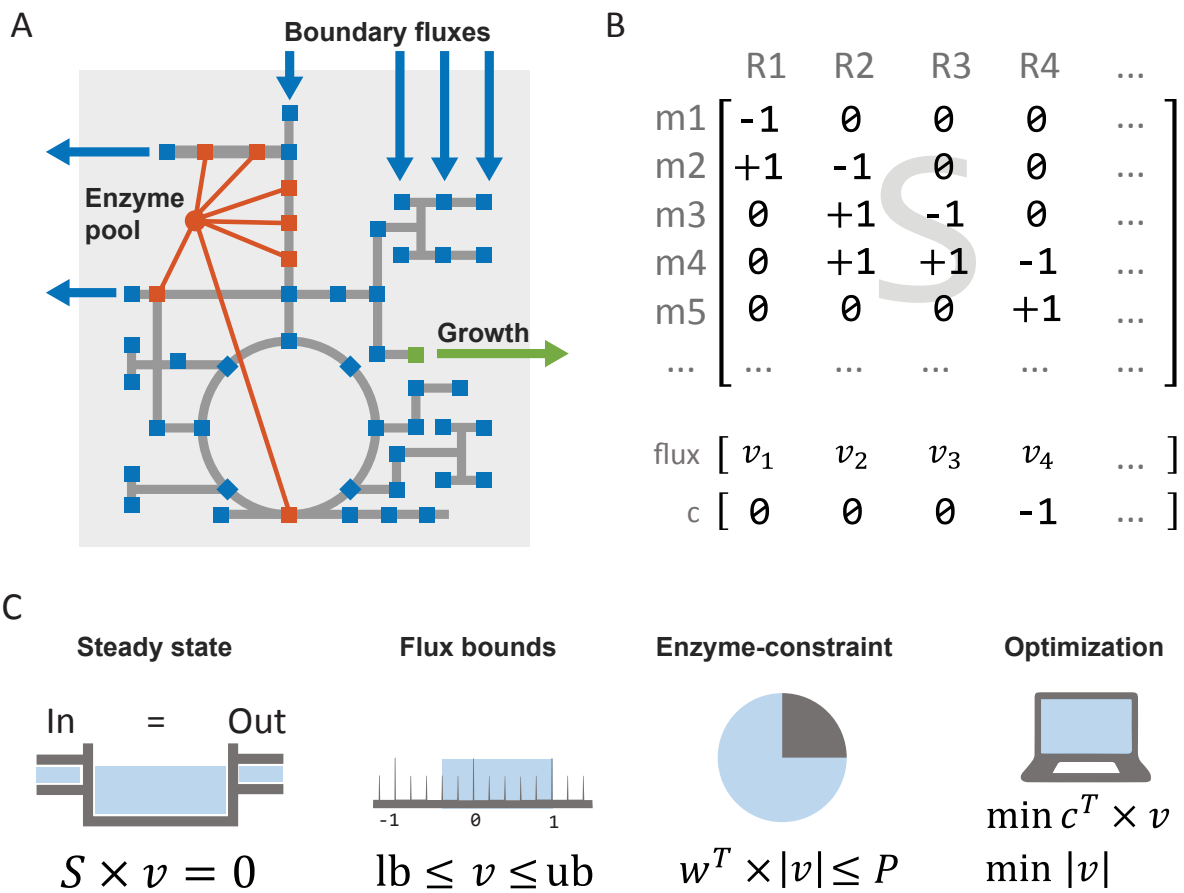 A
Boundary fluxes
Enzyme
pool
Growth
B
R1 R2 R3 R4 ...
m1 -1 0 0 0 ...
m2 +1 -1 0 0 ...
m3 0 +1 -1 0 ...
m4 0 +1 +1 -1 ...
m5 0 0 0 +1 ...
... ... ... ... ... ...
S
flux [ v₁ v₂ v₃ v₄ ... ]
c [ 0 0 0 -1 ... ]
C
Steady state
In = Out
S × v = 0
Flux bounds
-1 0 1
lb ≤ v ≤ ub
Enzyme-constraint
wᵀ × |v| ≤ P
Optimization
min cᵀ × v
min |v|